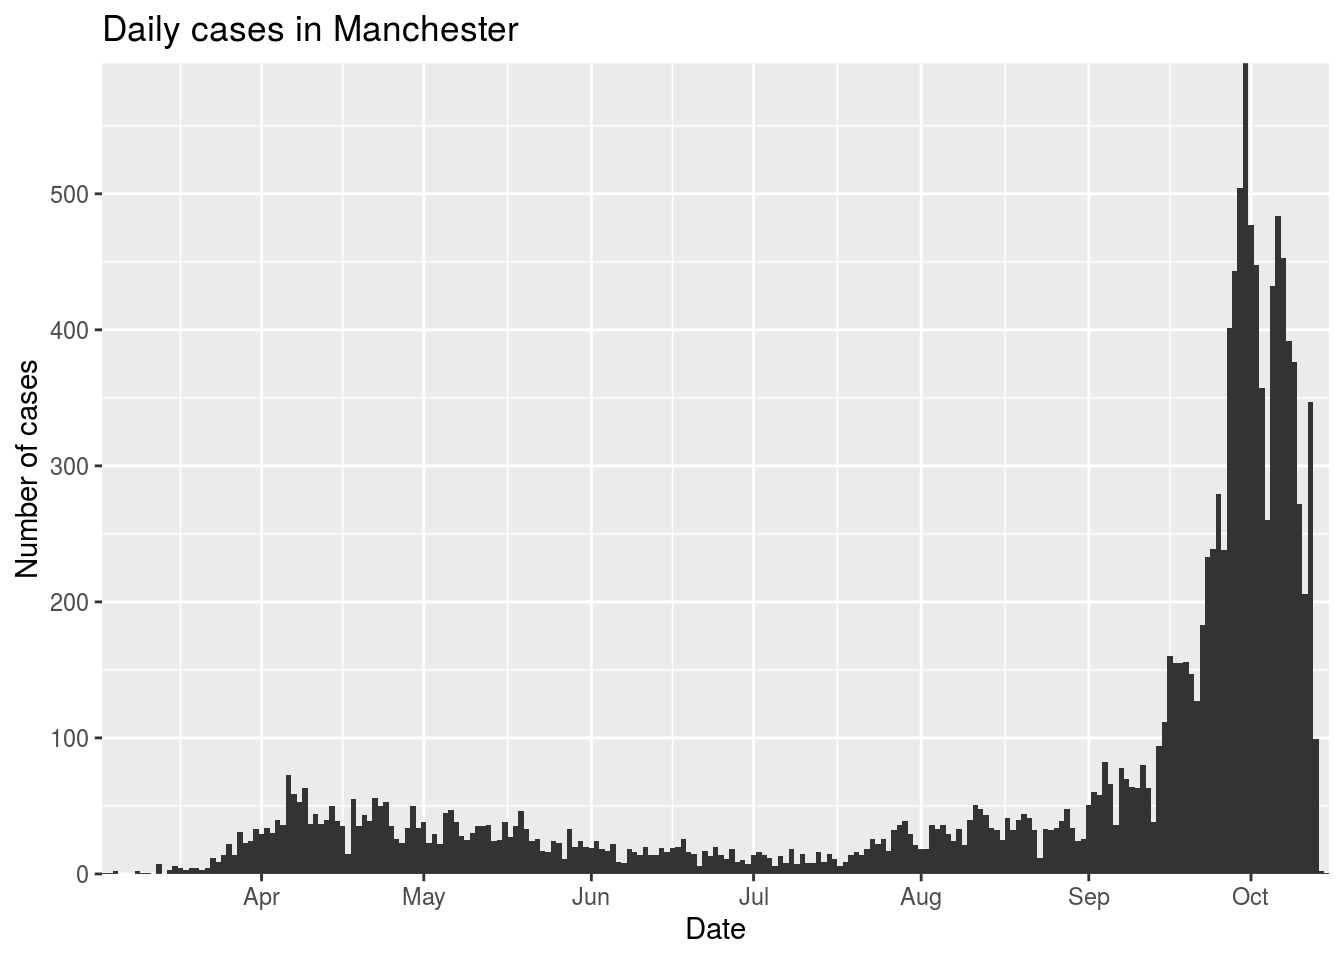 Daily cases in Manchester
Number of cases
500
400
300
200
100
0
Apr
May
Jun
Jul
Aug
Sep
Oct
Date